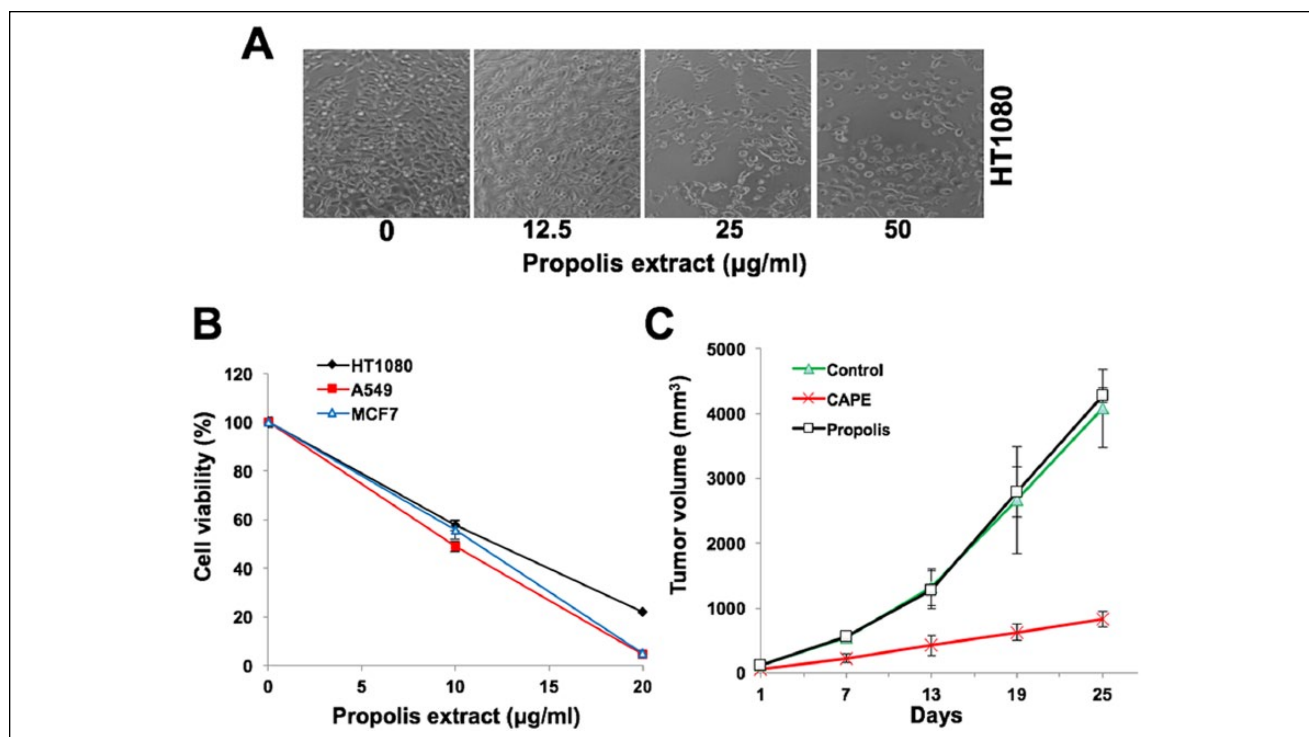 A
HT1080
0 12.5 25 50
Propolis extract (µg/ml)
B
HT1080
A549
MCF7
120
100
80
60
40
20
0
Cell viability (%)
0 5 10 15 20
Propolis extract (µg/ml)
C
Control
CAPE
Propolis
5000
4000
3000
2000
1000
0
Tumor volume (mm³)
1 7 13 19 25
Days